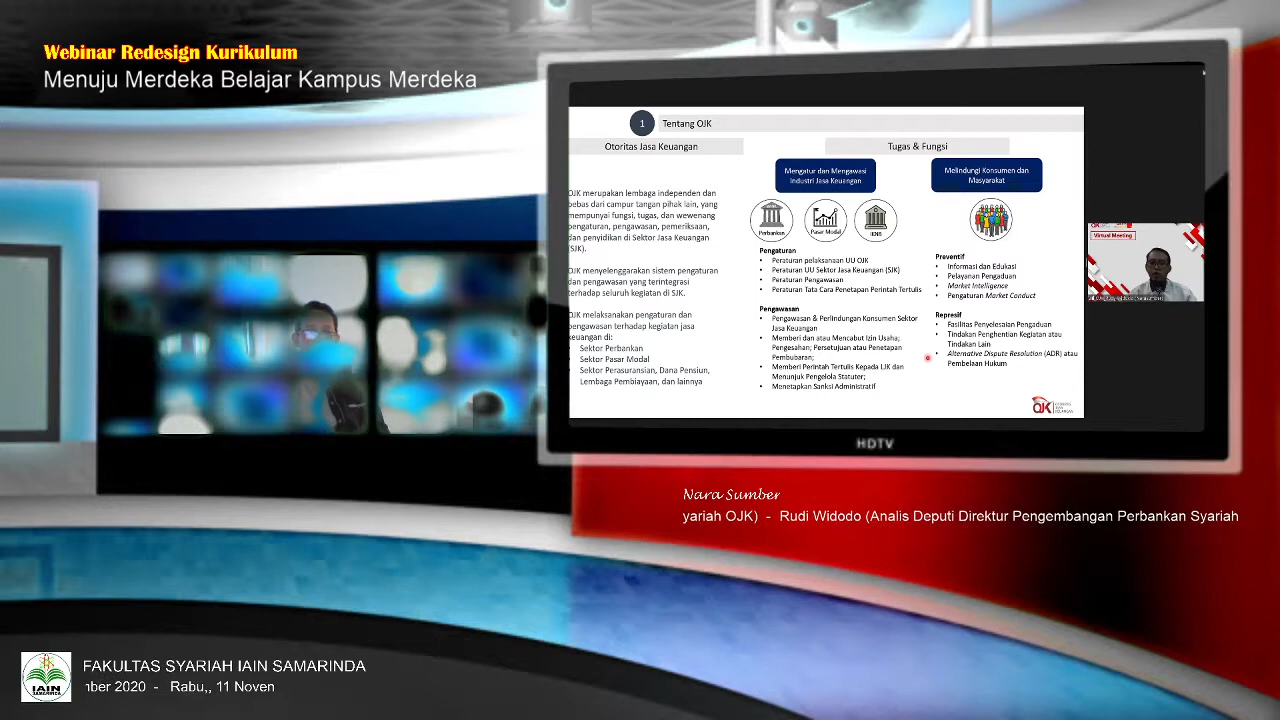 Webinar Redesign Kurikulum
Menuju Merdeka Belajar Kampus Merdeka
1
Tentang OJK
Otoritas Jasa Keuangan
OJK merupakan lembaga independen dan
bebas dari campur tangan pihak lain, yang
mempunyai fungsi, tugas, dan wewenang
pengaturan, pengawasan, pemeriksaan,
dan penyidikan di Sektor Jasa Keuangan
(SJK).
OJK menyelenggarakan sistem pengaturan
dan pengawasan yang terintegrasi
terhadap seluruh kegiatan di SJK.
OJK melaksanakan pengaturan dan
pengawasan terhadap kegiatan jasa
keuangan di:
• Sektor Perbankan
• Sektor Pasar Modal
• Sektor Perasuransian, Dana Pensiun,
Lembaga Pembiayaan, dan lainnya
Tugas & Fungsi
Mengatur dan Mengawasi
Industri Jasa Keuangan
Perbankan
Pasar Modal
IKNB
Pengaturan
• Peraturan pelaksanaan UU OJK
• Peraturan UU Sektor Jasa Keuangan (SJK)
• Peraturan Pengawasan
• Peraturan Tata Cara Penetapan Perintah Tertulis
Pengawasan
• Pengawasan & Perlindungan Konsumen Sektor
Jasa Keuangan
• Memberi dan atau Mencabut Izin Usaha;
Pengesahan; Persetujuan atau Penetapan
Pembubaran;
• Memberi Perintah Tertulis Kepada LJK dan
Menunjuk Pengelola Statuter;
• Menetapkan Sanksi Administratif
Melindungi Konsumen dan
Masyarakat
Preventif
• Informasi dan Edukasi
• Pelayanan Pengaduan
• Market Intelligence
• Pengaturan Market Conduct
Represif
• Fasilitas Penyelesaian Pengaduan
• Tindakan Penghentian Kegiatan atau
Tindakan Lain
• Alternative Dispute Resolution (ADR) atau
Pembelaan Hukum
OJK
OTORITAS
JASA
KEUANGAN
Virtual Meeting
HDTV
Nara Sumber
yariah OJK) - Rudi Widodo (Analis Deputi Direktur Pengembangan Perbankan Syariah
IAIN
SAMARINDA
FAKULTAS SYARIAH IAIN SAMARINDA
nber 2020 - Rabu,, 11 Noven